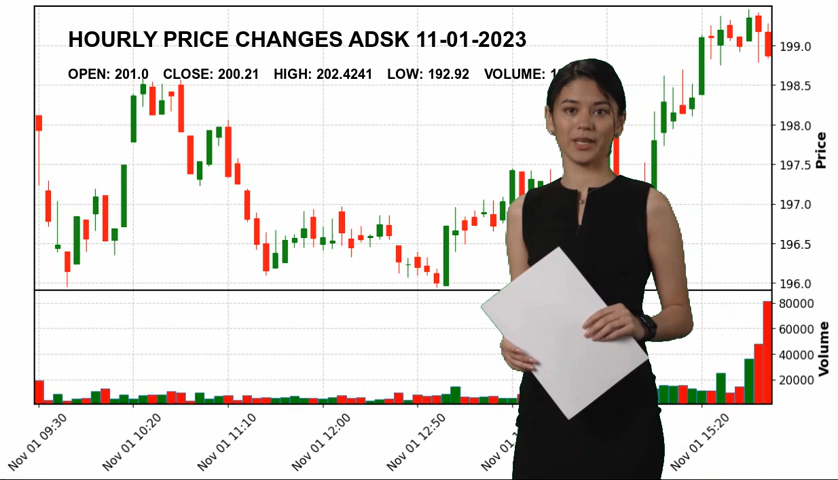 HOURLY PRICE CHANGES ADSK 11-01-2023
OPEN: 201.0 CLOSE: 200.21 HIGH: 202.4241 LOW: 192.92 VOLUME:
199.0
198.5
198.0
197.5
197.0
196.5
196.0
Price
80000
60000
40000
20000
Volume
Nov 01 09:30
Nov 01 10:20
Nov 01 11:10
Nov 01 12:00
Nov 01 12:50
Nov 01
Nov 01 15:20